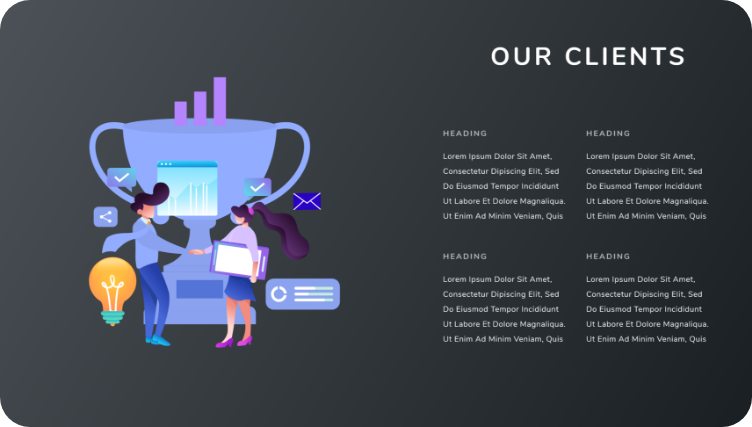 OUR CLIENTS
HEADING
Lorem Ipsum Dolor Sit Amet,
Consectetur Dipiscing Elit, Sed
Do Eiusmod Tempor Incididunt
Ut Labore Et Dolore Magnaliqua.
Ut Enim Ad Minim Veniam, Quis
HEADING
Lorem Ipsum Dolor Sit Amet,
Consectetur Dipiscing Elit, Sed
Do Eiusmod Tempor Incididunt
Ut Labore Et Dolore Magnaliqua.
Ut Enim Ad Minim Veniam, Quis
HEADING
Lorem Ipsum Dolor Sit Amet,
Consectetur Dipiscing Elit, Sed
Do Eiusmod Tempor Incididunt
Ut Labore Et Dolore Magnaliqua.
Ut Enim Ad Minim Veniam, Quis
HEADING
Lorem Ipsum Dolor Sit Amet,
Consectetur Dipiscing Elit, Sed
Do Eiusmod Tempor Incididunt
Ut Labore Et Dolore Magnaliqua.
Ut Enim Ad Minim Veniam, Quis